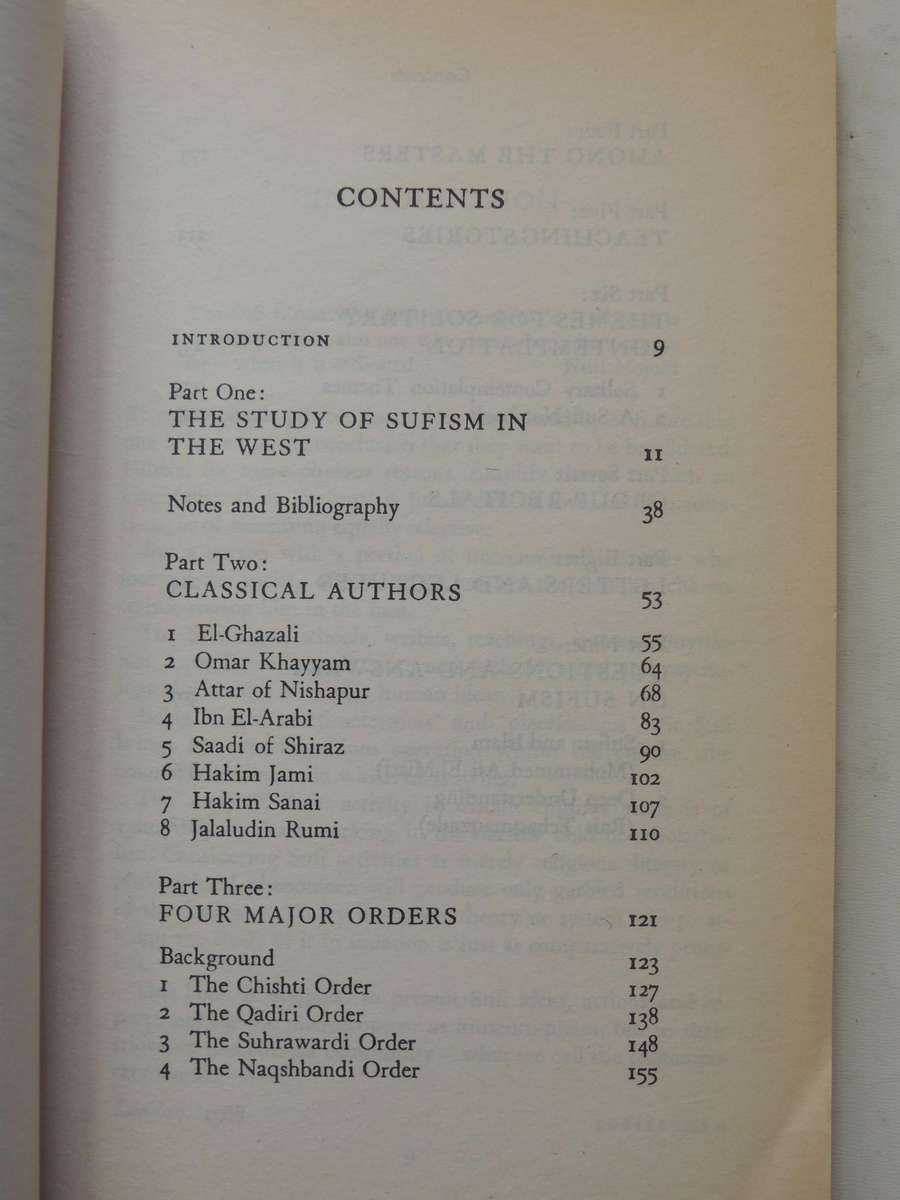 CONTENTS
INTRODUCTION 9
Part One:
THE STUDY OF SUFISM IN
THE WEST 11
Notes and Bibliography 38
Part Two:
CLASSICAL AUTHORS 53
1 El-Ghazali 55
2 Omar Khayyam 64
3 Attar of Nishapur 68
4 Ibn El-Arabi 83
5 Saadi of Shiraz 90
6 Hakim Jami 102
7 Hakim Sanai 107
8 Jalaludin Rumi 110
Part Three:
FOUR MAJOR ORDERS 121
Background 123
1 The Chishti Order 127
2 The Qadiri Order 138
3 The Suhrawardi Order 148
4 The Naqshbandi Order 155